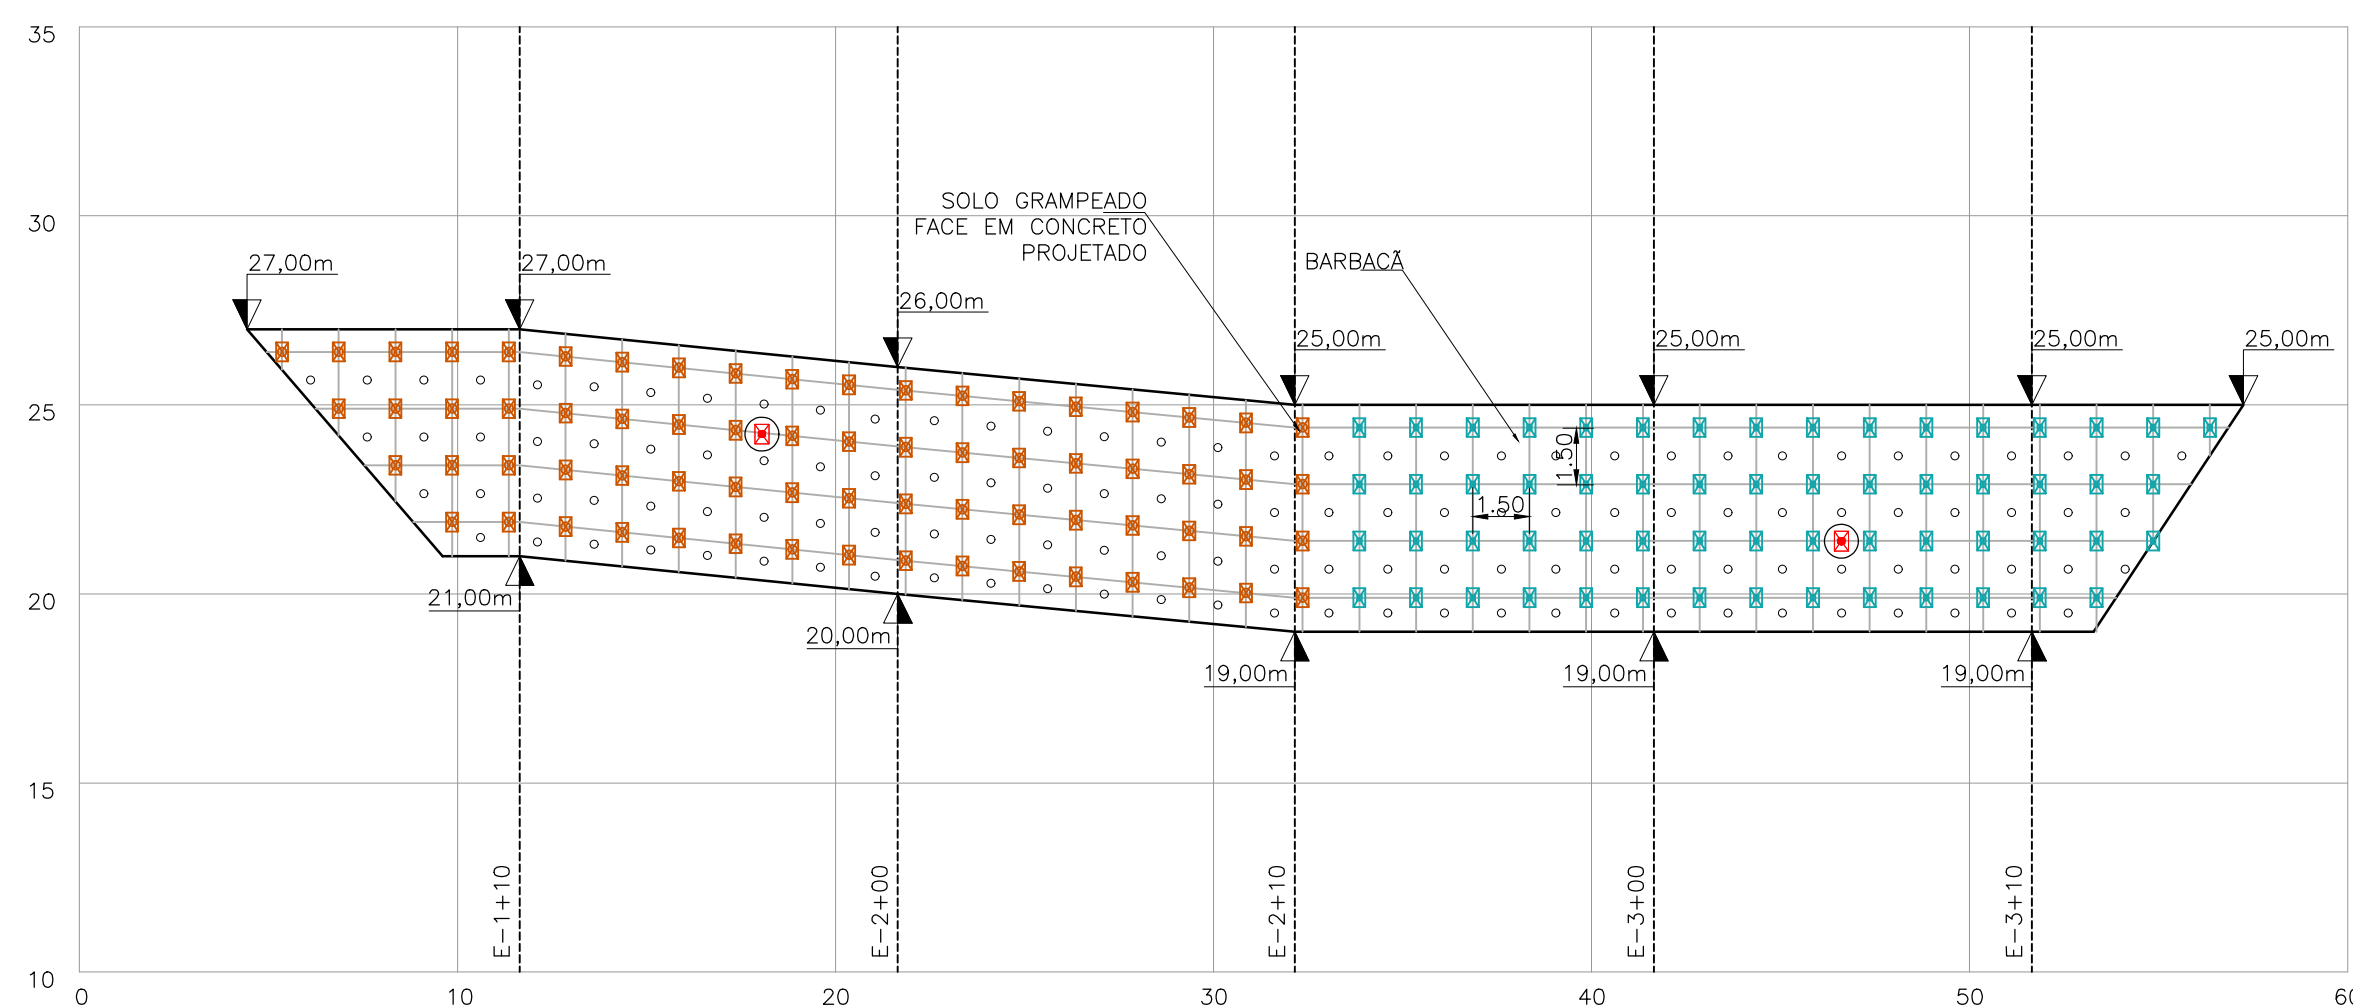 35
SOLO GRAMPEADO
FACE EM CONCRETO
PROJETADO
30
BARBACÃ
27,00m
27,00m
26,00m
25,00m
25,00m
25,00m
25,00m
25
1.50
1.50
20
21,00m
20,00m
19,00m
19,00m
19,00m
15
E-1+10
E-2+00
E-2+10
E-3+00
E-3+10
10
0
10
20
30
40
50
60